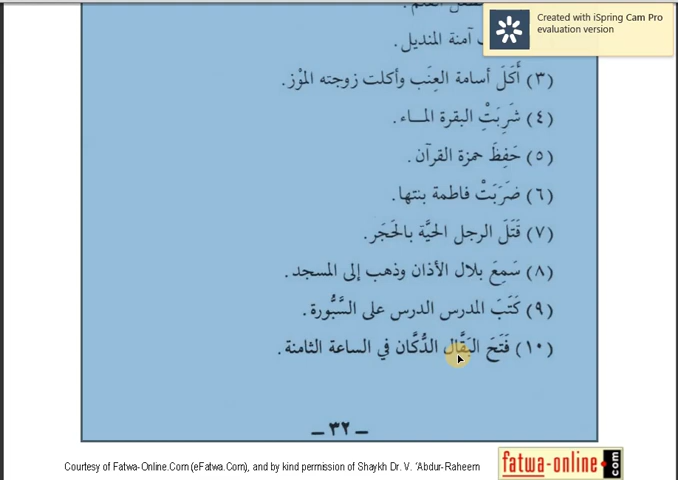 Created with iSpring Cam Pro
evaluation version
آمنة المنديل.
(٣) أَكَلَ أسامة العِنَب وأكلت زوجته المَوْز.
(٤) شَرِبَتْ البقرة المـاء.
(٥) حَفِظَ حمزة القرآن.
(٦) ضَرَبَتْ فاطمة بنتها.
(٧) قَتَلَ الرجل الحَيَّة بالحَجَر.
(٨) سَمِعَ بلال الأذان وذهب إلى المسجد.
(٩) كَتَبَ المدرس الدرس على السَّبُّورة.
(١٠) فَتَحَ البَقَّال الدُّكَّان في الساعة الثامنة.
– ٣٢ –
Courtesy of Fatwa-Online.Com (eFatwa.Com), and by kind permission of Shaykh Dr. V. 'Abdur-Raheem
fatwa-online.com